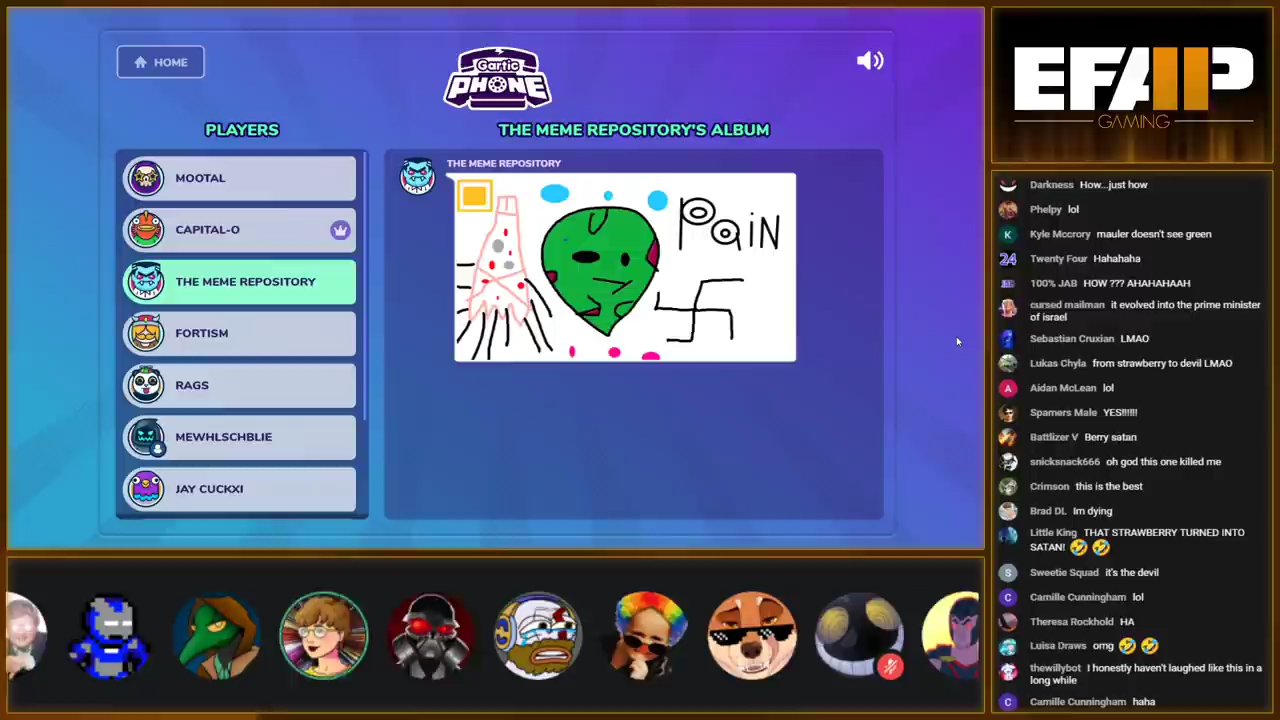 HOME
Gartic
PHONE
PLAYERS
THE MEME REPOSITORY'S ALBUM
MOOTAL
CAPITAL-O
THE MEME REPOSITORY
FORTISM
RAGS
MEWHLSCHBLIE
JAY CUCKXI
THE MEME REPOSITORY
PaiN
EFAP
GAMING
Darkness How...just how
Phelpy lol
K Kyle Mccrory mauler doesn't see green
24 Twenty Four Hahahaha
100% JAB HOW ??? AHAHAHAAH
cursed mailman it evolved into the prime minister
of israel
Sebastian Cruxian LMAO
Lukas Chyla from strawberry to devil LMAO
A Aidan McLean lol
Spamers Male YES!!!!!!
Battlizer V Berry satan
snicksnack666 oh god this one killed me
Crimson this is the best
Brad DL Im dying
Little King THAT STRAWBERRY TURNED INTO
SATAN! 🤣 🤣
S Sweetie Squad it's the devil
C Camille Cunningham lol
Theresa Rockhold HA
Luisa Draws omg 🤣 🤣
thewillybot I honestly haven't laughed like this in a
long while
C Camille Cunningham haha